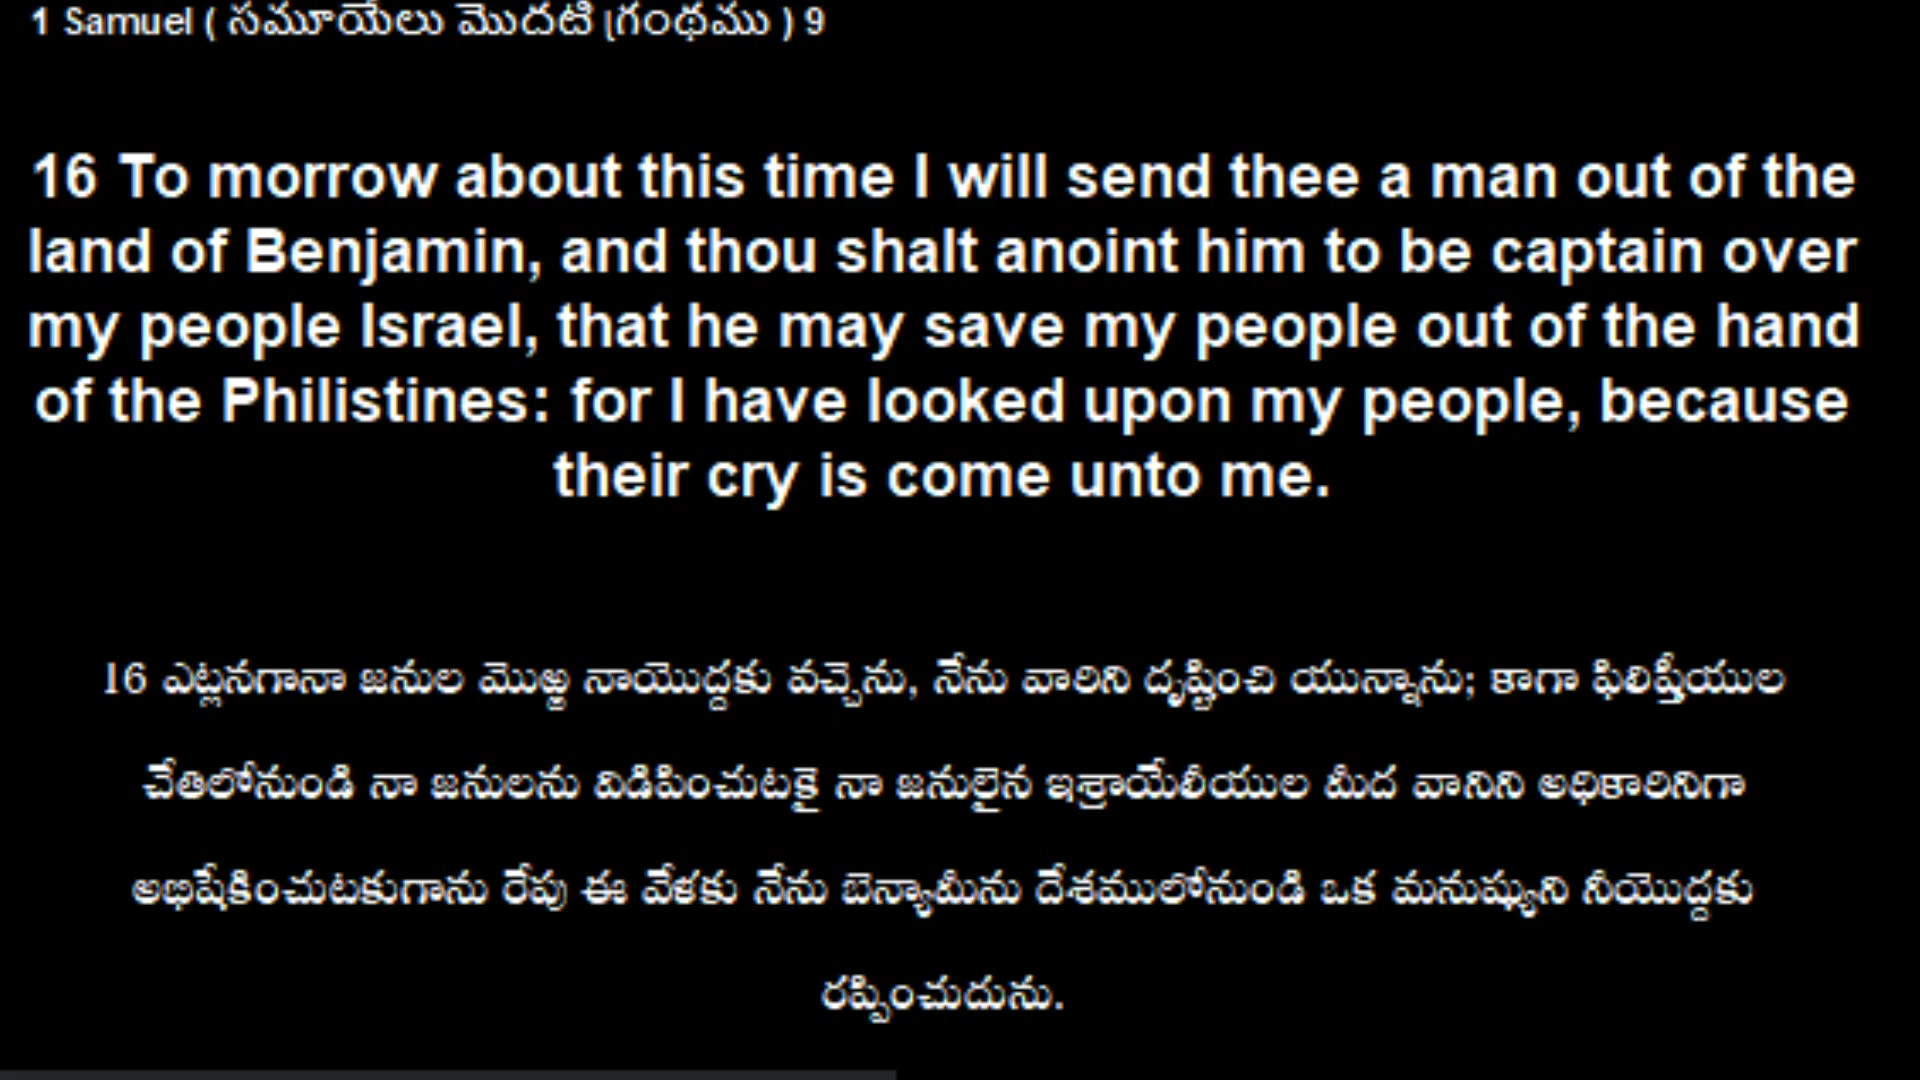 1 Samuel ( సమూయేలు మొదటి గ్రంథము ) 9
16 To morrow about this time I will send thee a man out of the
land of Benjamin, and thou shalt anoint him to be captain over
my people Israel, that he may save my people out of the hand
of the Philistines: for I have looked upon my people, because
their cry is come unto me.
16 ఎట్లనగానా జనుల మొఱ్ఱ నాయొద్దకు వచ్చెను, నేను వారిని దృష్టించి యున్నాను; కాగా ఫిలిష్తీయుల
చేతిలోనుండి నా జనులను విడిపించుటకై నా జనులైన ఇశ్రాయేలీయుల మీద వానిని అధికారినిగా
అభిషేకించుటకుగాను రేపు ఈ వేళకు నేను బెన్యామీను దేశములోనుండి ఒక మనుష్యుని నీయొద్దకు
రప్పించుదును.